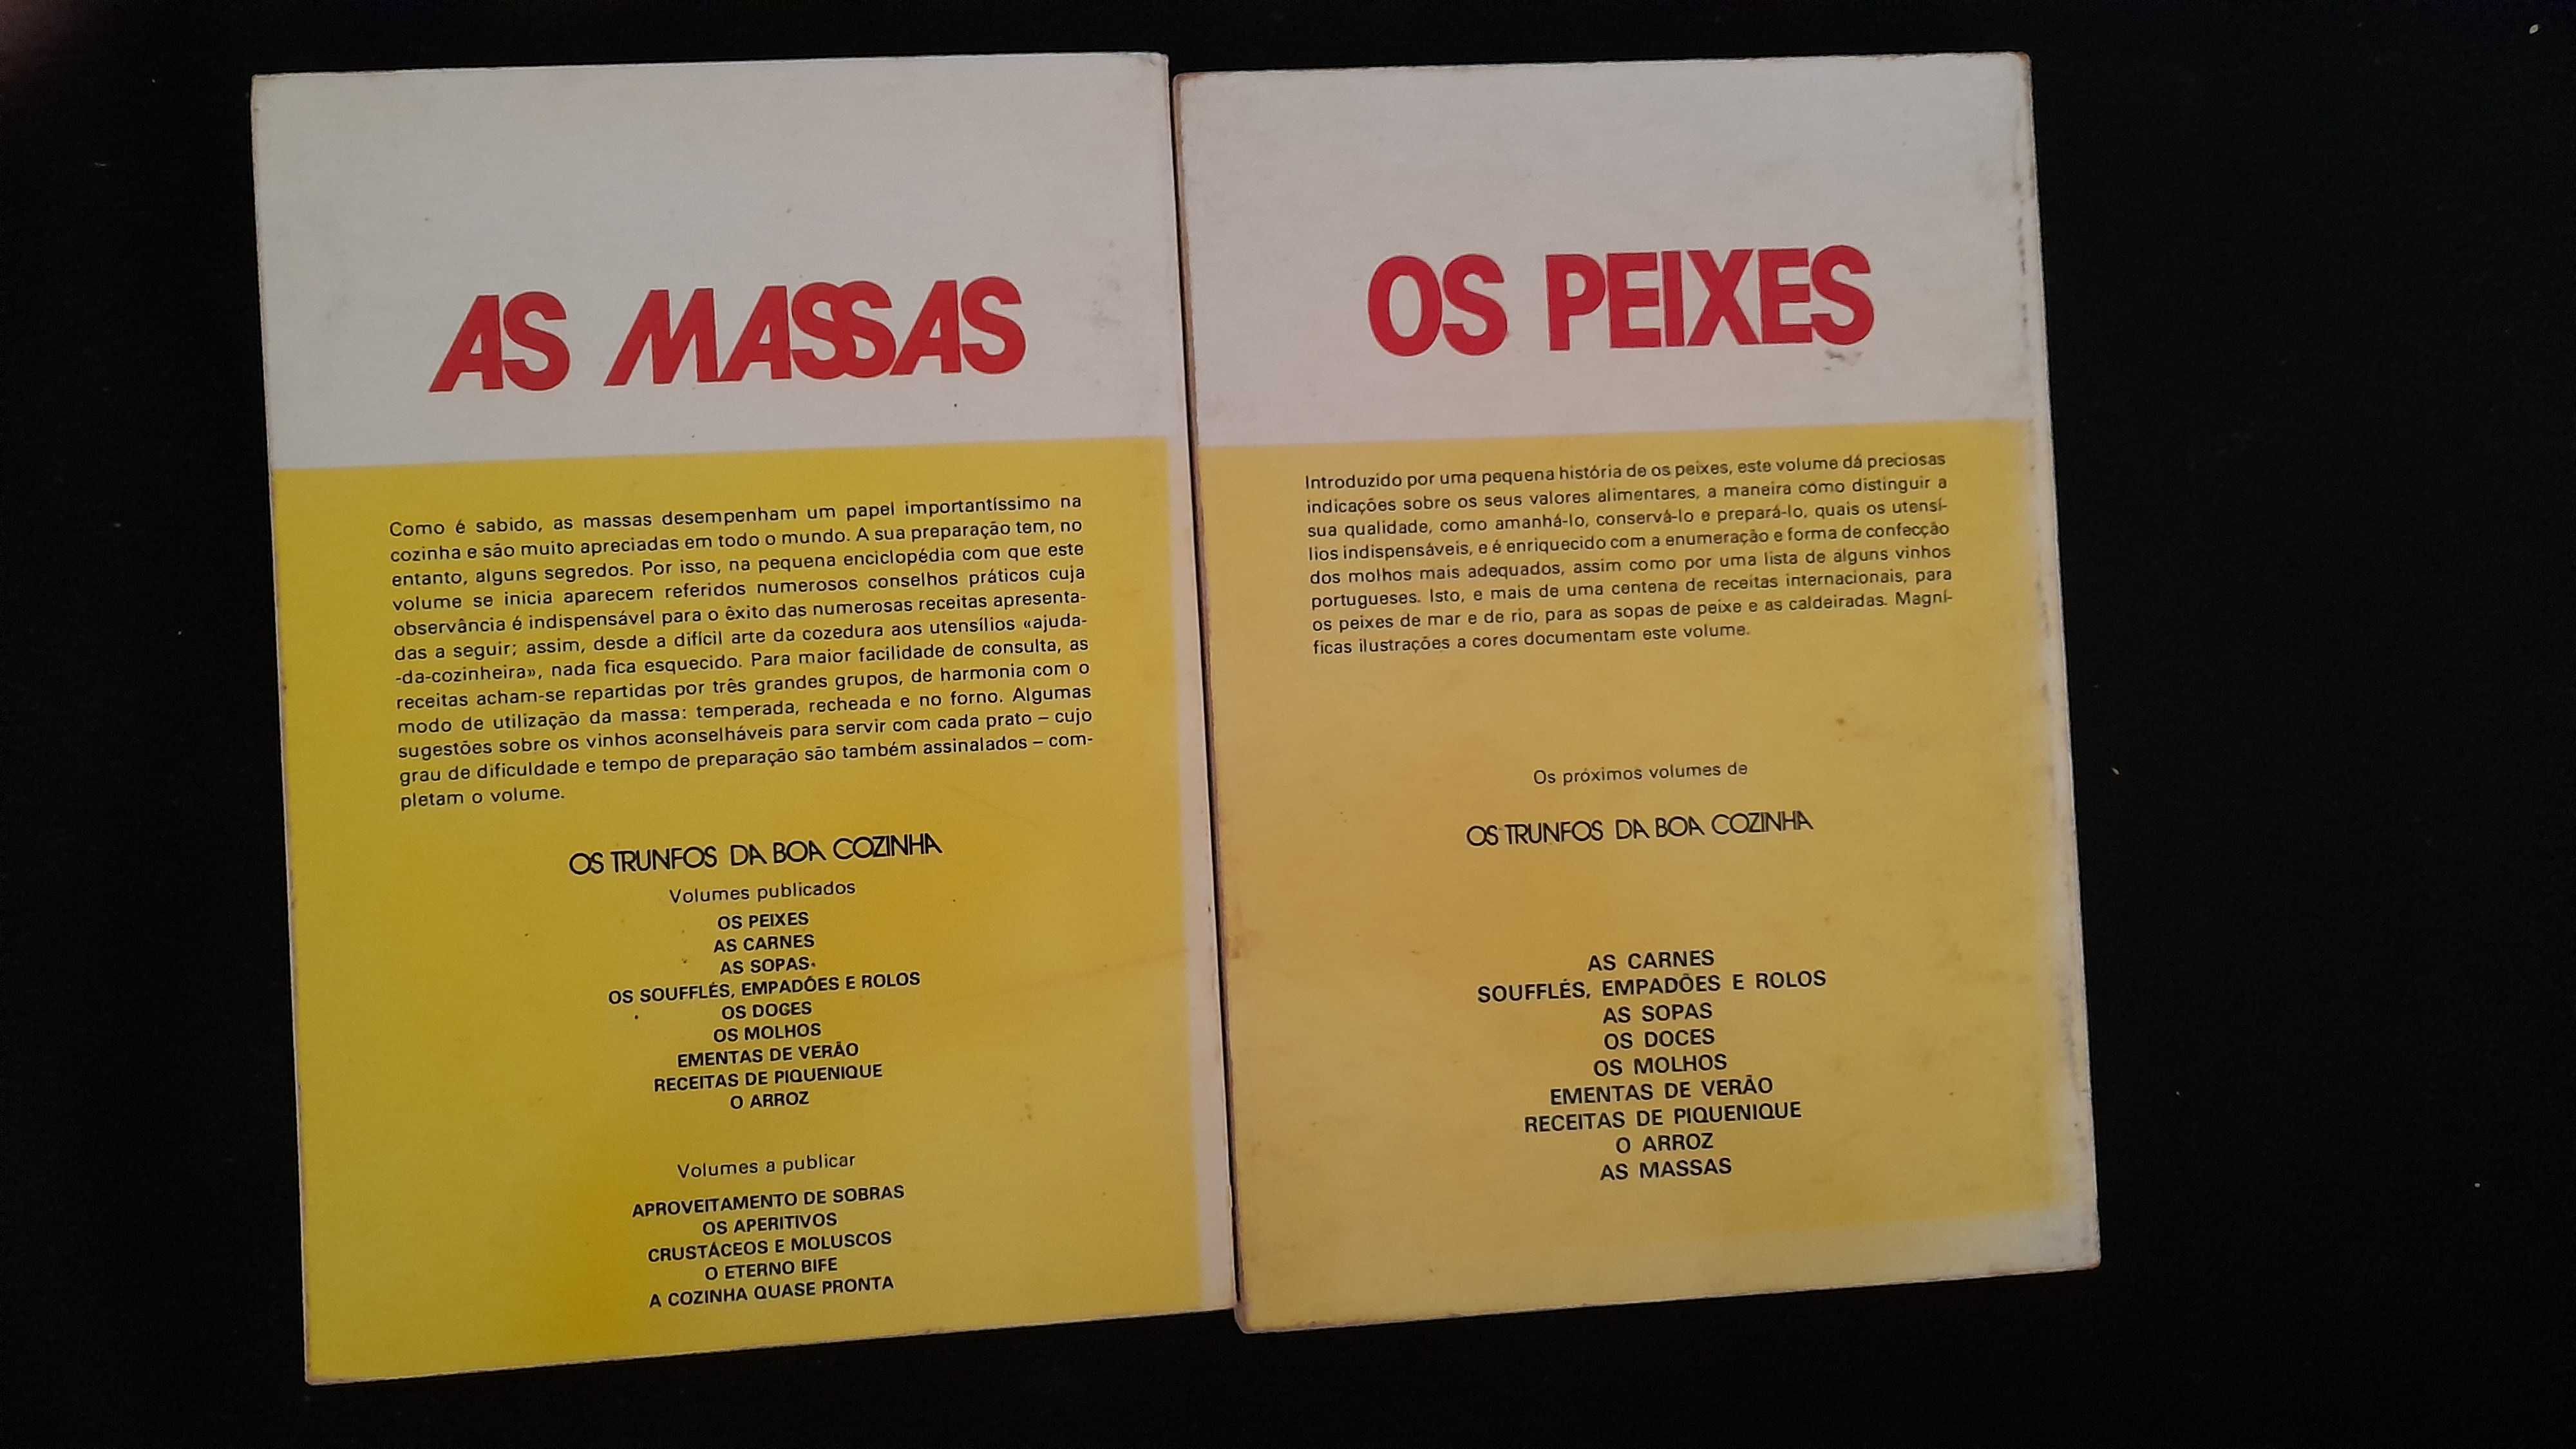 AS MASSAS
Como é sabido, as massas desempenham um papel importantíssimo na
cozinha e são muito apreciadas em todo o mundo. A sua preparação tem, no
entanto, alguns segredos. Por isso, na pequena enciclopédia com que este
volume se inicia aparecem referidos numerosos conselhos práticos cuja
observância é indispensável para o êxito das numerosas receitas apresenta-
das a seguir; assim, desde a difícil arte da cozedura aos utensílios «ajuda-
-da-cozinheira», nada fica esquecido. Para maior facilidade de consulta, as
receitas acham-se repartidas por três grandes grupos, de harmonia com o
modo de utilização da massa: temperada, recheada e no forno. Algumas
sugestões sobre os vinhos aconselháveis para servir com cada prato – cujo
grau de dificuldade e tempo de preparação são também assinalados – com-
pletam o volume.
OS TRUNFOS DA BOA COZINHA
Volumes publicados
OS PEIXES
AS CARNES
AS SOPAS
OS SOUFFLÉS, EMPADÕES E ROLOS
OS DOCES
OS MOLHOS
EMENTAS DE VERÃO
RECEITAS DE PIQUENIQUE
O ARROZ
Volumes a publicar
APROVEITAMENTO DE SOBRAS
OS APERITIVOS
CRUSTÁCEOS E MOLUSCOS
O ETERNO BIFE
A COZINHA QUASE PRONTA
OS PEIXES
Introduzido por uma pequena história de os peixes, este volume dá preciosas
indicações sobre os seus valores alimentares, a maneira como distinguir a
sua qualidade, como amanhá-lo, conservá-lo e prepará-lo, quais os utensí-
lios indispensáveis, e é enriquecido com a enumeração e forma de confecção
dos molhos mais adequados, assim como por uma lista de alguns vinhos
portugueses. Isto, e mais de uma centena de receitas internacionais, para
os peixes de mar e de rio, para as sopas de peixe e as caldeiradas. Magní-
ficas ilustrações a cores documentam este volume.
Os próximos volumes de
OS TRUNFOS DA BOA COZINHA
AS CARNES
SOUFFLÉS, EMPADÕES E ROLOS
AS SOPAS
OS DOCES
OS MOLHOS
EMENTAS DE VERÃO
RECEITAS DE PIQUENIQUE
O ARROZ
AS MASSAS